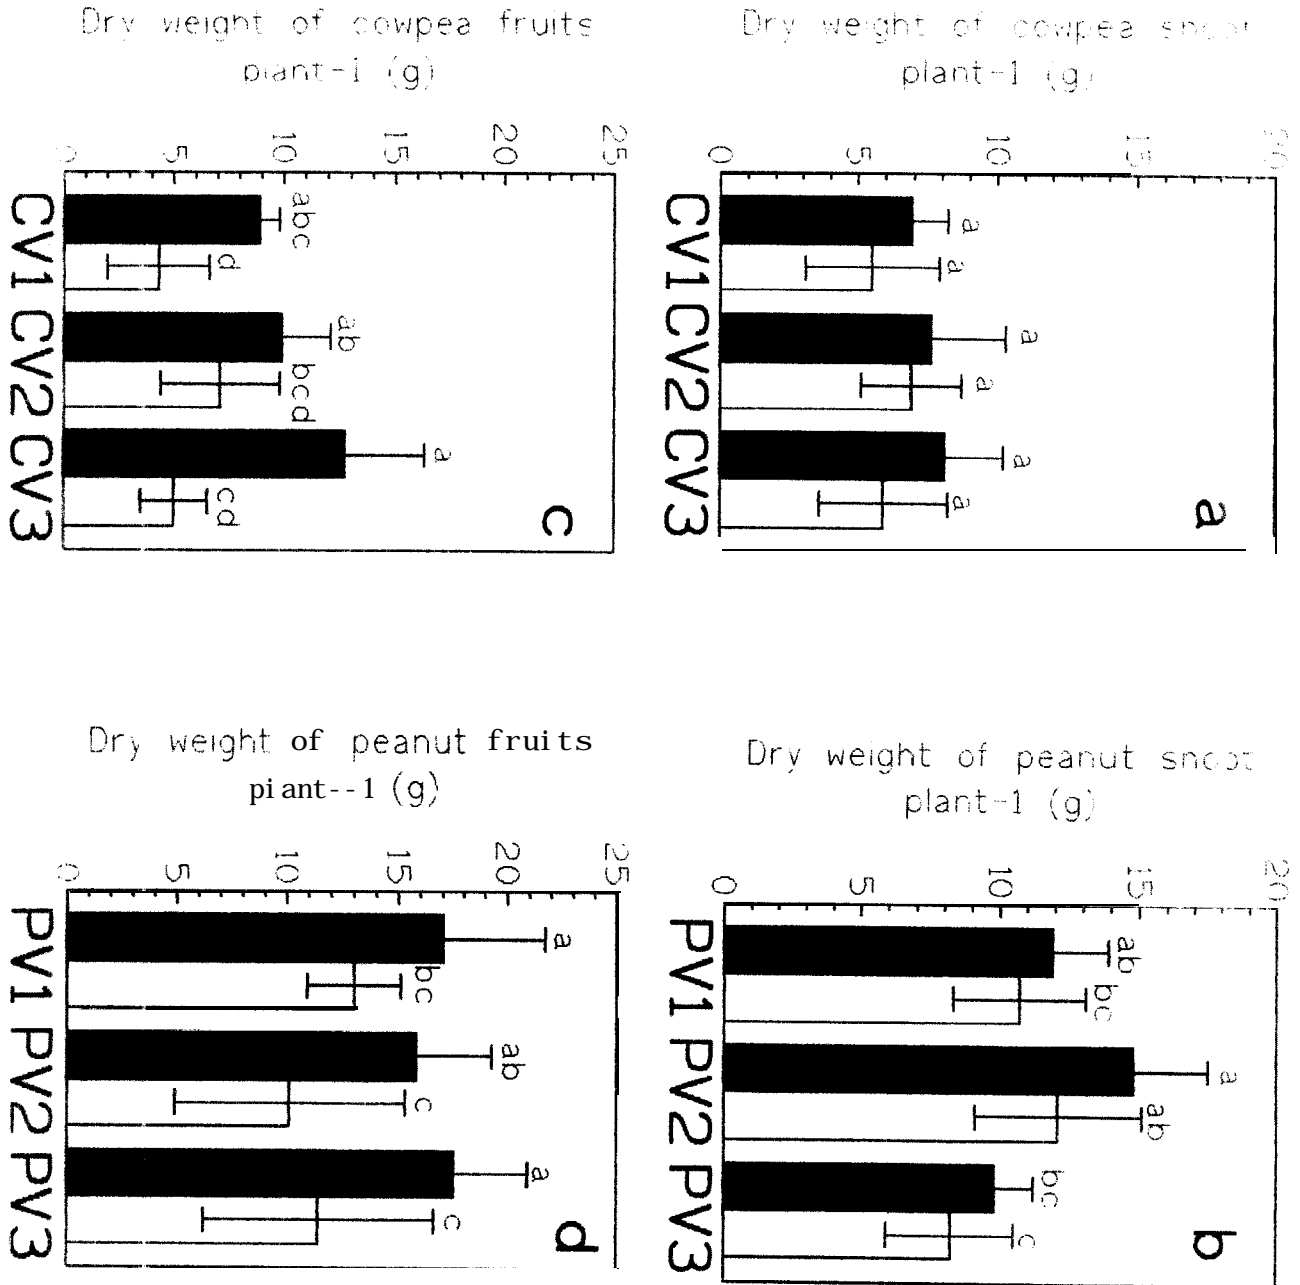 Dry weight of cowpea fruits
plant-1 (g)
0 5 10 15 20 25
abc
d
ab
bcd
a
cd
CV1 CV2 CV3
c
Dry weight of cowpea shoot
plant-1 (g)
0 5 10 15 20
a
a
a
a
a
a
CV1 CV2 CV3
a
Dry weight of peanut fruits
piant--1 (g)
0 5 10 15 20 25
a
bc
ab
c
a
c
PV1 PV2 PV3
d
Dry weight of peanut shoot
plant-1 (g)
0 5 10 15 20
ab
bc
a
ab
bc
c
PV1 PV2 PV3
b